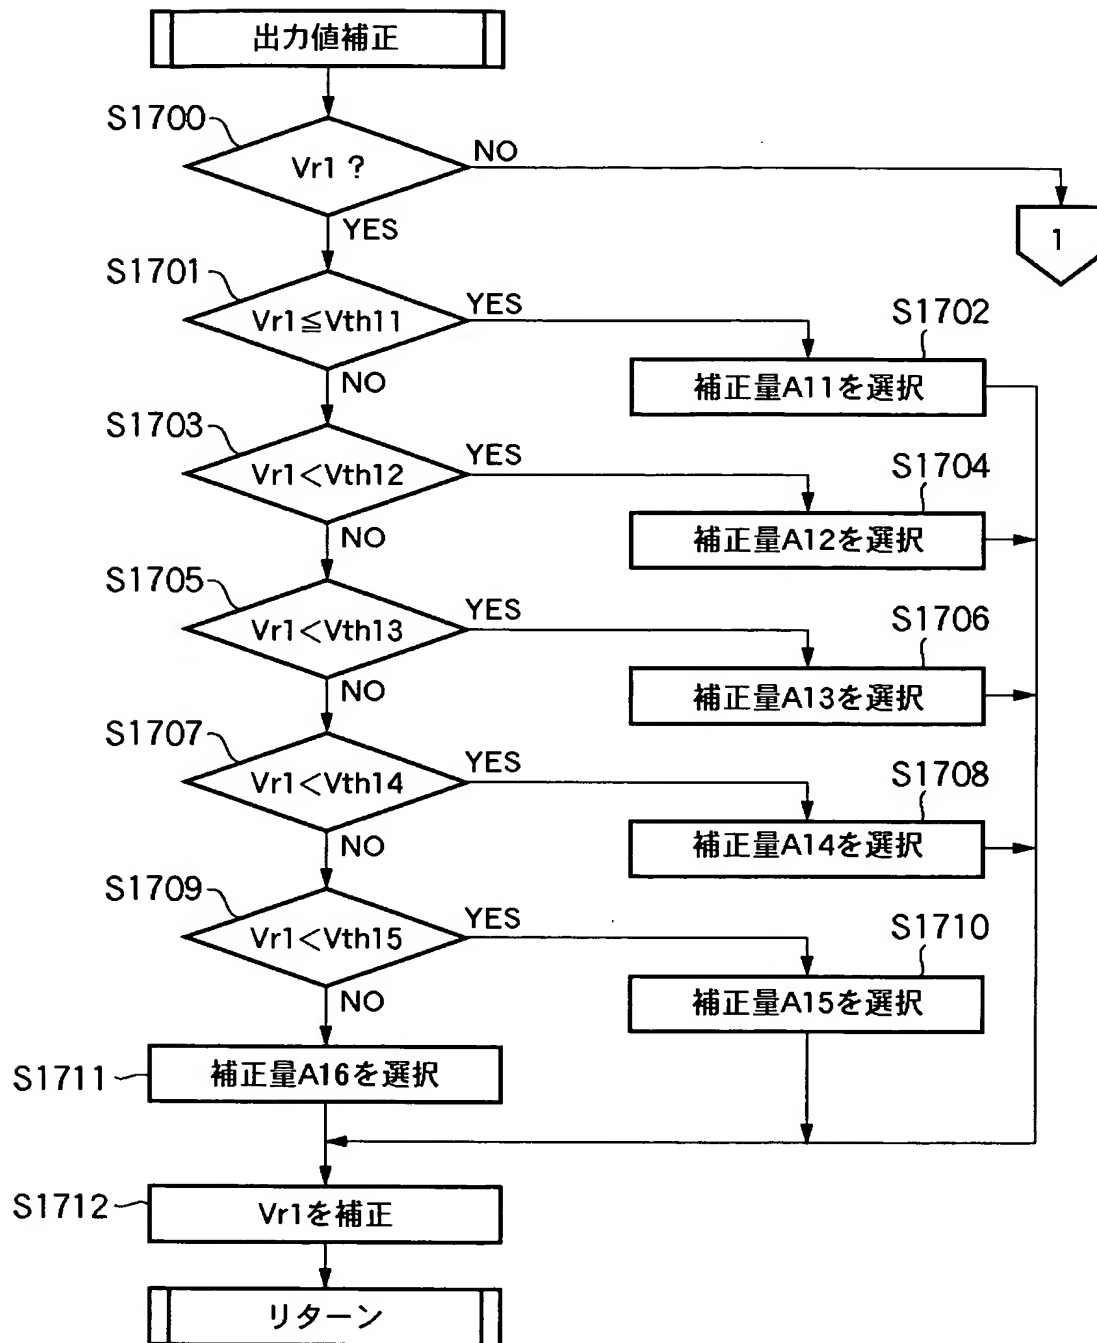 出力値補正
S1700
Vr1 ?
NO
YES
1
S1701
Vr1≦Vth11
YES
NO
S1702
補正量A11を選択
S1703
Vr1<Vth12
YES
NO
S1704
補正量A12を選択
S1705
Vr1<Vth13
YES
NO
S1706
補正量A13を選択
S1707
Vr1<Vth14
YES
NO
S1708
補正量A14を選択
S1709
Vr1<Vth15
YES
NO
S1710
補正量A15を選択
S1711
補正量A16を選択
S1712
Vr1を補正
リターン